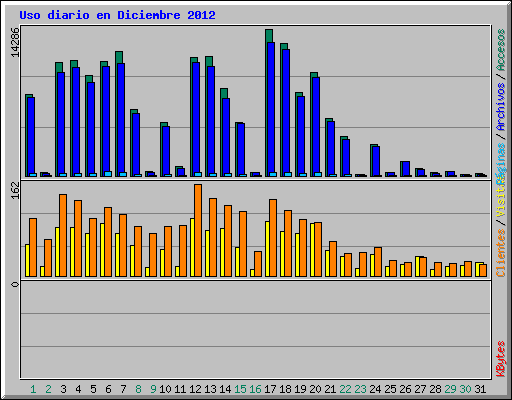 Uso diario en Diciembre 2012
14286
162
0
Accesos / Archivos / Páginas
Visitas / Clientes
KBytes
1 2 3 4 5 6 7 8 9 10 11 12 13 14 15 16 17 18 19 20 21 22 23 24 25 26 27 28 29 30 31